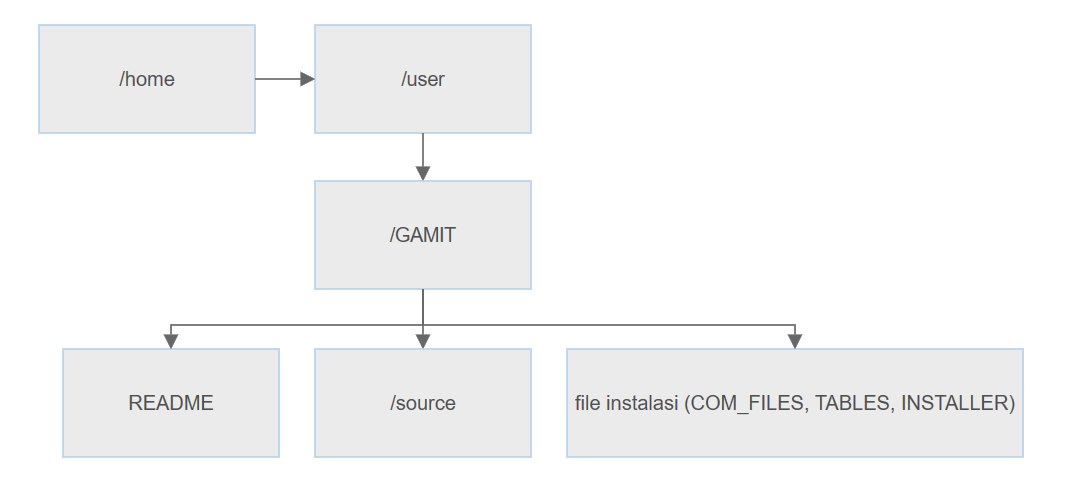 /home
/user
/GAMIT
README
/source
file instalasi (COM_FILES, TABLES, INSTALLER)